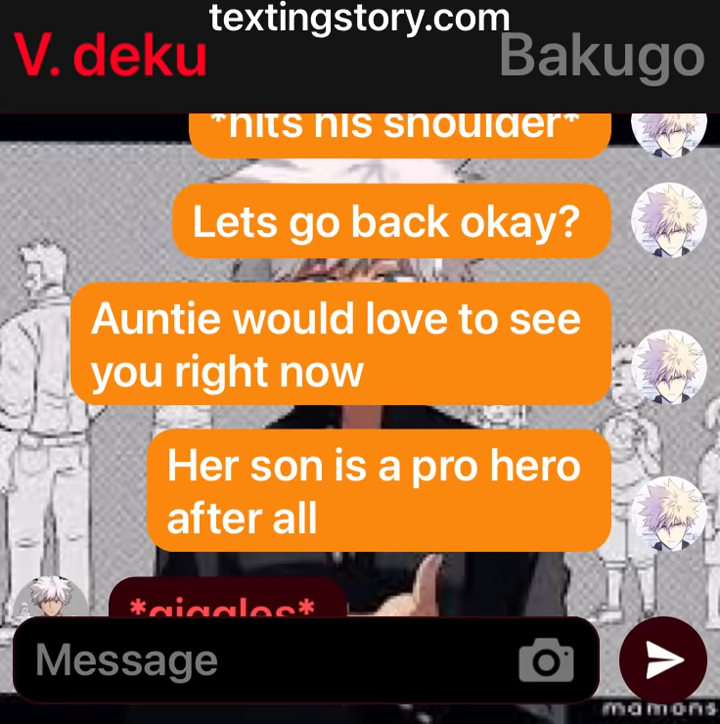 textingstory.com
V. deku
Bakugo
*hits his shoulder*
Lets go back okay?
Auntie would love to see
you right now
Her son is a pro hero
after all
*giggles*
Message
mamons